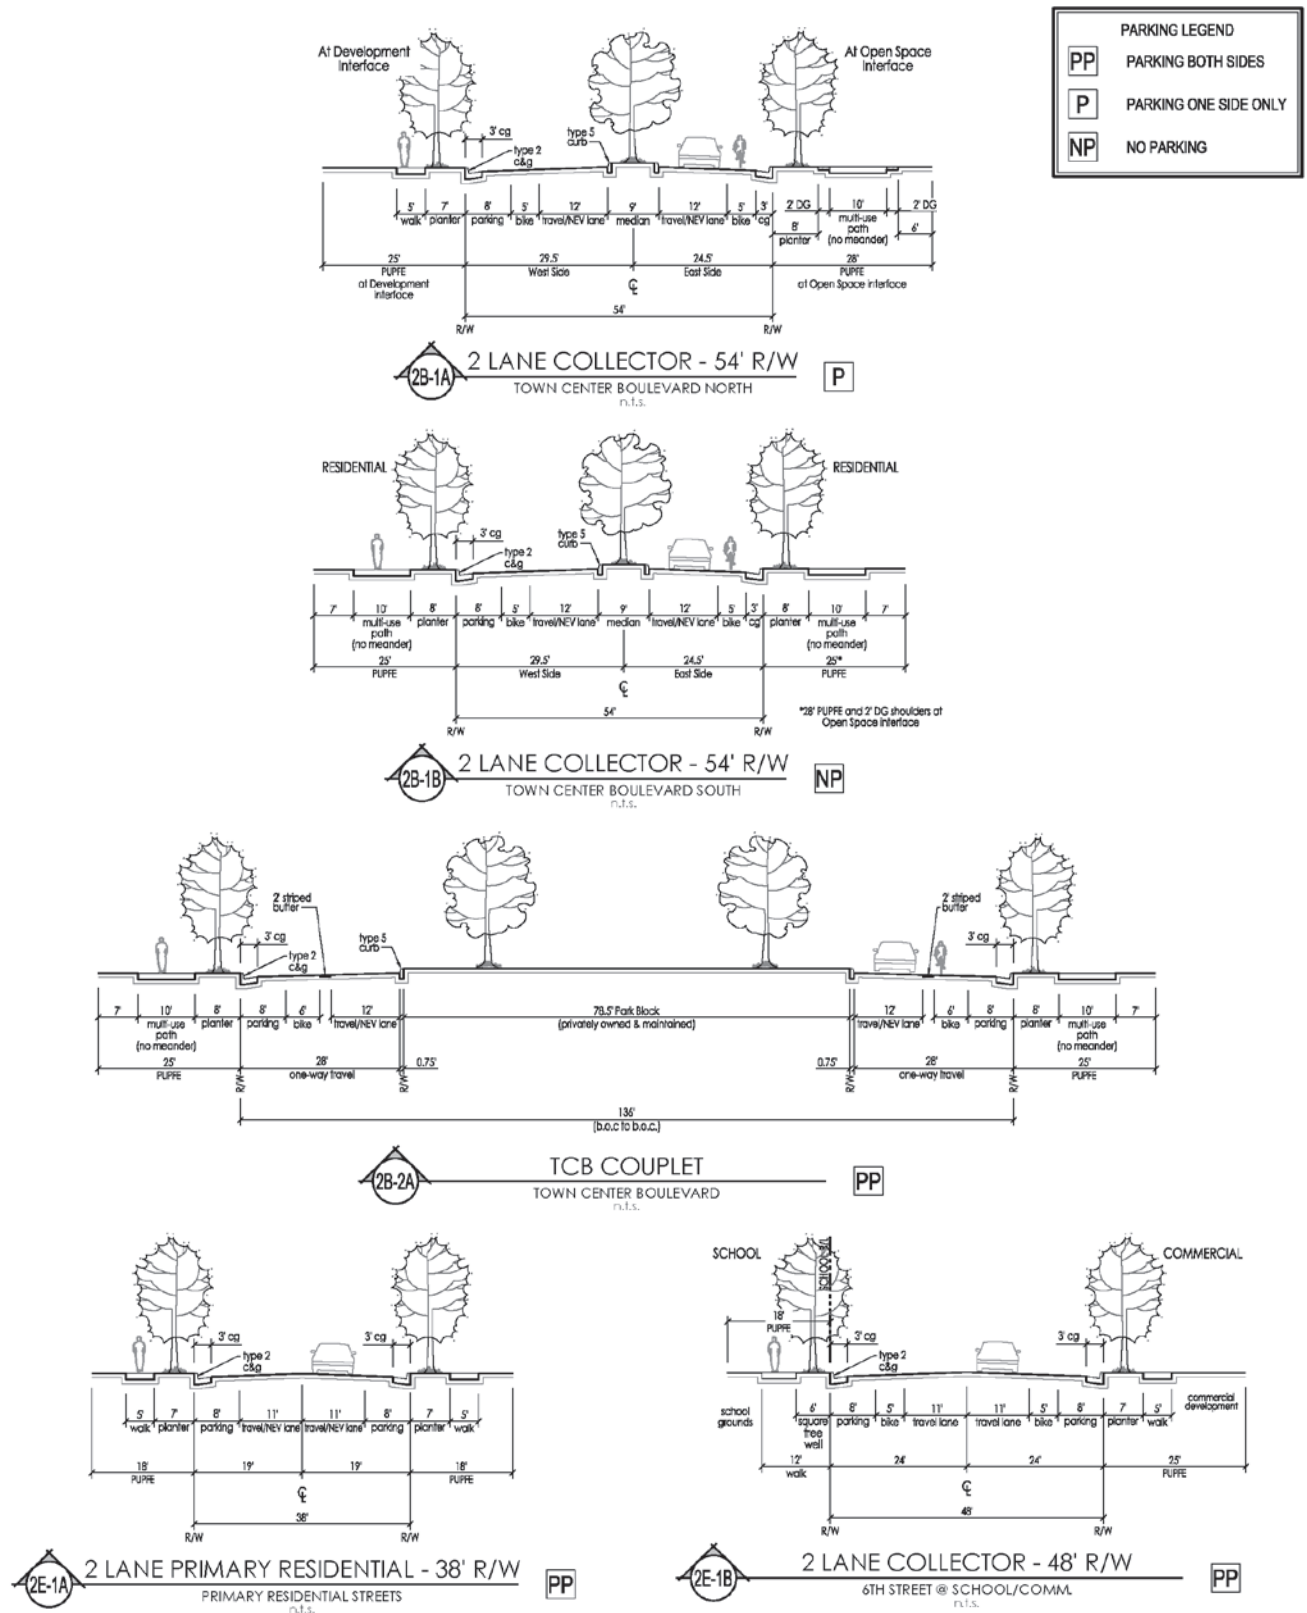 PARKING LEGEND
PP PARKING BOTH SIDES
P PARKING ONE SIDE ONLY
NP NO PARKING
At Development
Interface
At Open Space
Interface
3' cg
type 2
c&g
type 5
curb
5' 7' 8' 5' 12' 9' 12' 5' 3' 2' DG 10' 2' DG
walk planter parking bike travel/NEV lane median travel/NEV lane bike cg multi-use
path
(no meander)
8'
planter
6'
25' 29.5' 24.5' 28'
PUPFE West Side East Side PUPFE
at Development
interface
at Open Space interface
℄
54'
R/W R/W
2B-1A 2 LANE COLLECTOR - 54' R/W P
TOWN CENTER BOULEVARD NORTH
n.t.s.
RESIDENTIAL RESIDENTIAL
3' cg
type 2
c&g
type 5
curb
7' 10' 8' 8' 5' 12' 9' 12' 5' 3' 8' 10' 7'
multi-use planter parking bike travel/NEV lane median travel/NEV lane bike cg planter multi-use
path path
(no meander) (no meander)
25' 29.5' 24.5' 25'*
PUPFE West Side East Side PUPFE
℄
54'
*28' PUPFE and 2' DG shoulders at
Open Space interface
R/W R/W
2B-1B 2 LANE COLLECTOR - 54' R/W NP
TOWN CENTER BOULEVARD SOUTH
n.t.s.
2' striped
buffer
2' striped
buffer
3' cg
type 2
c&g
type 5
curb
3' cg
7' 10' 8' 8' 6' 12' 78.5' Park Block 12' 6' 8' 8' 10' 7'
multi-use planter parking bike travel/NEV lane (privately owned & maintained) travel/NEV lane bike parking planter multi-use
path path
(no meander) (no meander)
25' 28' 0.75' 0.75' 28' 25'
PUPFE one-way travel one-way travel PUPFE
R/W R/W R/W R/W
136'
(b.o.c to b.o.c.)
2B-2A TCB COUPLET PP
TOWN CENTER BOULEVARD
n.t.s.
3' cg 3' cg
type 2
c&g
5' 7' 8' 11' 11' 8' 7' 5'
walk planter parking travel/NEV lane travel/NEV lane parking planter walk
18' 19' 19' 18'
PUPFE PUPFE
℄
38'
R/W R/W
2E-1A 2 LANE PRIMARY RESIDENTIAL - 38' R/W PP
PRIMARY RESIDENTIAL STREETS
n.t.s.
SCHOOL COMMERCIAL
18'
PUPFE
3' cg 3' cg
type 2
c&g
school
grounds
commercial
development
6' 8' 5' 11' 11' 5' 8' 7' 5'
square parking bike travel lane travel lane bike parking planter walk
tree
well
12' 24' 24' 25'
walk PUPFE
℄
48'
R/W R/W
2E-1B 2 LANE COLLECTOR - 48' R/W PP
6TH STREET @ SCHOOL/COMM.
n.t.s.